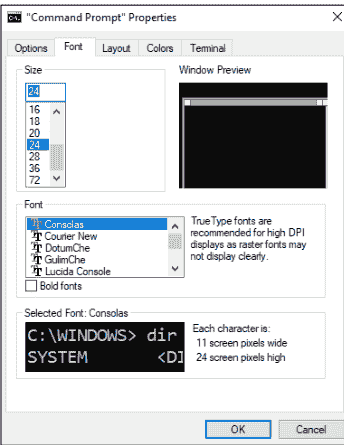 "Command Prompt" Properties
Options Font Layout Colors Terminal
Size
Window Preview
24
16
18
20
24
28
36
72
Font
Consolas
Courier New
DotumChe
GulimChe
Lucida Console
TrueType fonts are
recommended for high DPI
displays as raster fonts may
not display clearly.
Bold fonts
Selected Font: Consolas
C:\WINDOWS> dir
SYSTEM <DI
Each character is:
11 screen pixels wide
24 screen pixels high
OK Cancel